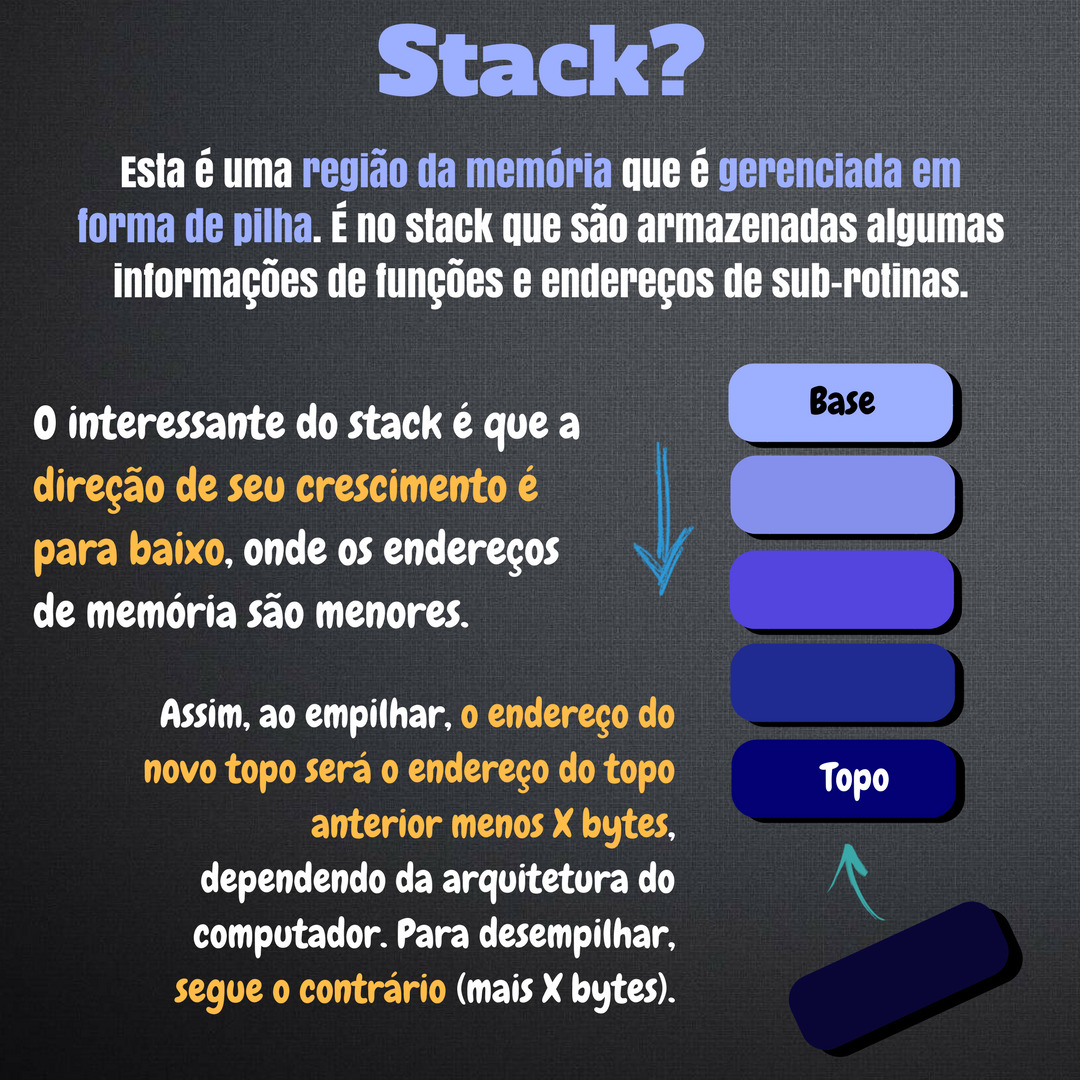 Stack?
Esta é uma região da memória que é gerenciada em
forma de pilha. É no stack que são armazenadas algumas
informações de funções e endereços de sub-rotinas.
O interessante do stack é que a
direção de seu crescimento é
para baixo, onde os endereços
de memória são menores.
Base
Assim, ao empilhar, o endereço do
novo topo será o endereço do topo
anterior menos X bytes,
dependendo da arquitetura do
computador. Para desempilhar,
segue o contrário (mais X bytes).
Topo